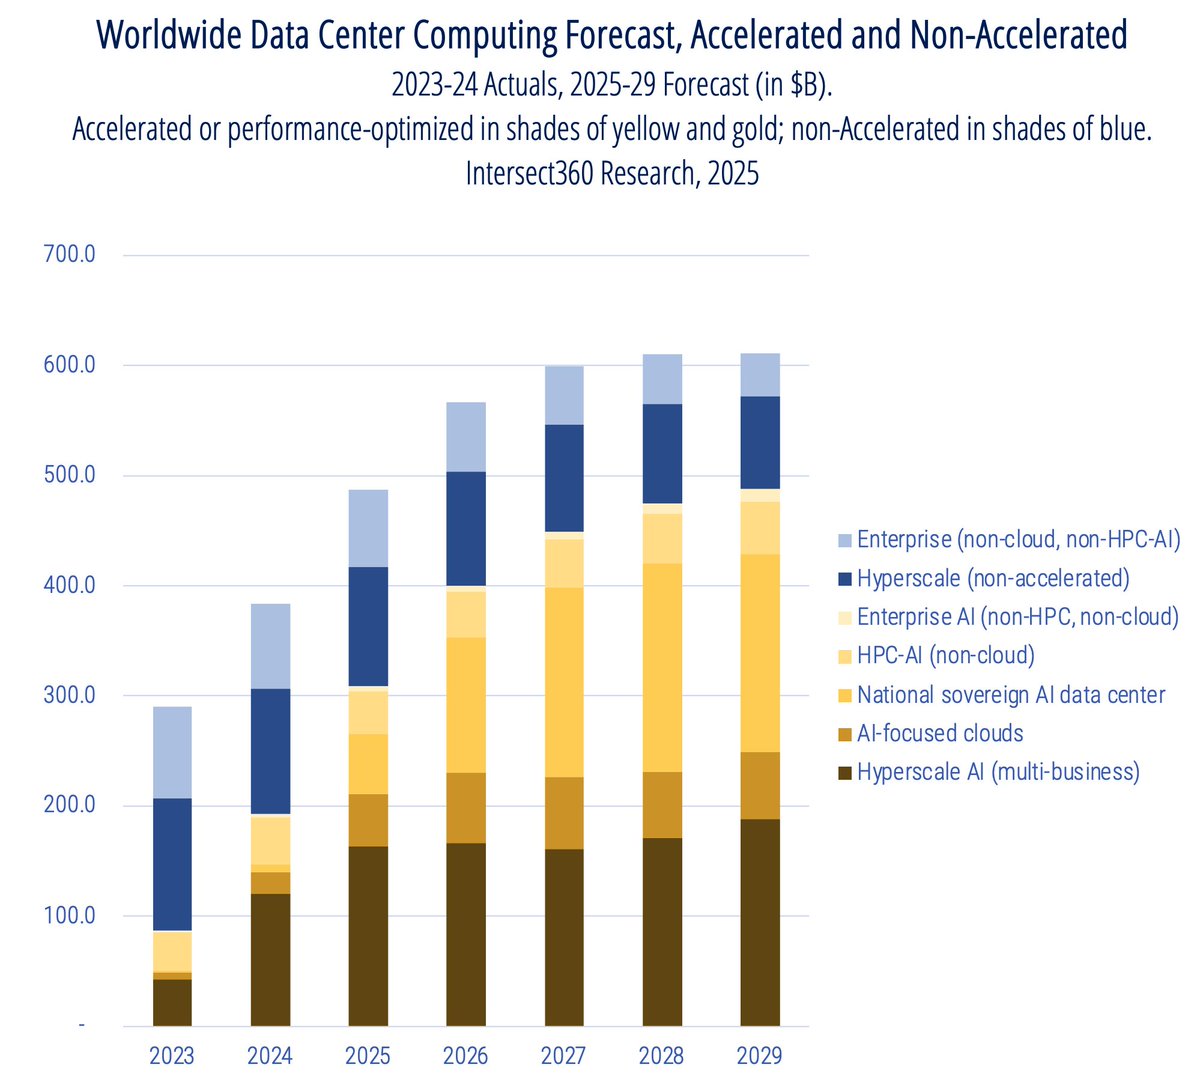 Worldwide Data Center Computing Forecast, Accelerated and Non-Accelerated
2023-24 Actuals, 2025-29 Forecast (in $B).
Accelerated or performance-optimized in shades of yellow and gold; non-Accelerated in shades of blue.
Intersect360 Research, 2025
700.0
600.0
500.0
400.0
300.0
200.0
100.0
-
2023 2024 2025 2026 2027 2028 2029
Enterprise (non-cloud, non-HPC-AI)
Hyperscale (non-accelerated)
Enterprise AI (non-HPC, non-cloud)
HPC-AI (non-cloud)
National sovereign AI data center
AI-focused clouds
Hyperscale AI (multi-business)